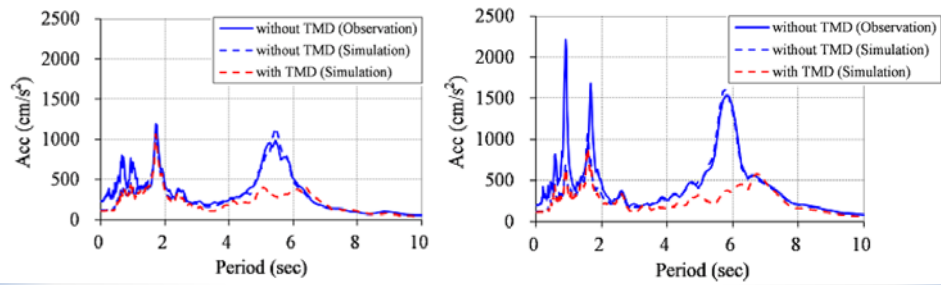 2500
2000
1500
1000
500
0
Acc (cm/s²)
without TMD (Observation)
without TMD (Simulation)
with TMD (Simulation)
0 2 4 6 8 10
Period (sec)
2500
2000
1500
1000
500
0
Acc (cm/s²)
without TMD (Observation)
without TMD (Simulation)
with TMD (Simulation)
0 2 4 6 8 10
Period (sec)